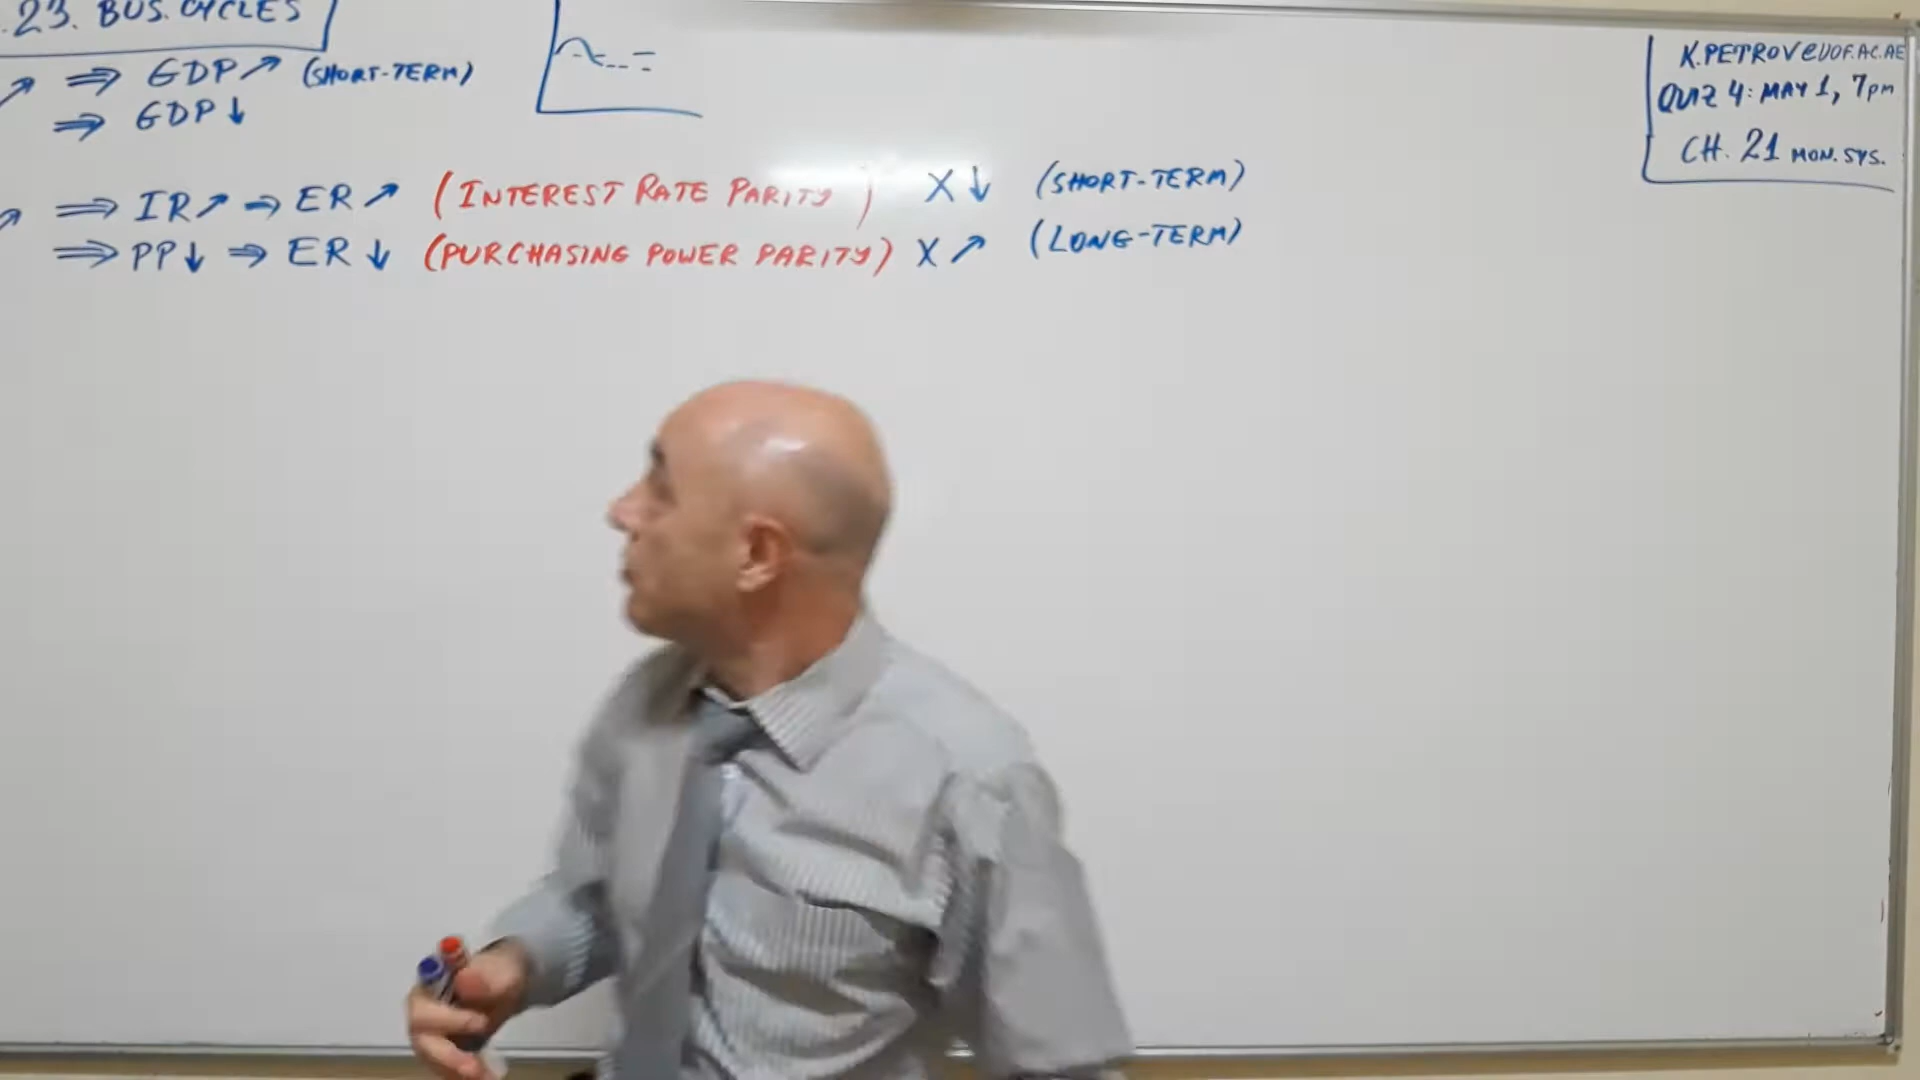 .23. BUS. CYCLES
↗ ⇒ GDP↗ (SHORT-TERM)
⇒ GDP↓
↗ ⇒ IR↗ ⇒ ER↗ (INTEREST RATE PARITY) X↓ (SHORT-TERM)
⇒ PP↓ ⇒ ER↓ (PURCHASING POWER PARITY) X↗ (LONG-TERM)
K.PETROV@UOF.AC.AE
QUIZ 4: MAY 1, 7pm
CH. 21 MON. SYS.